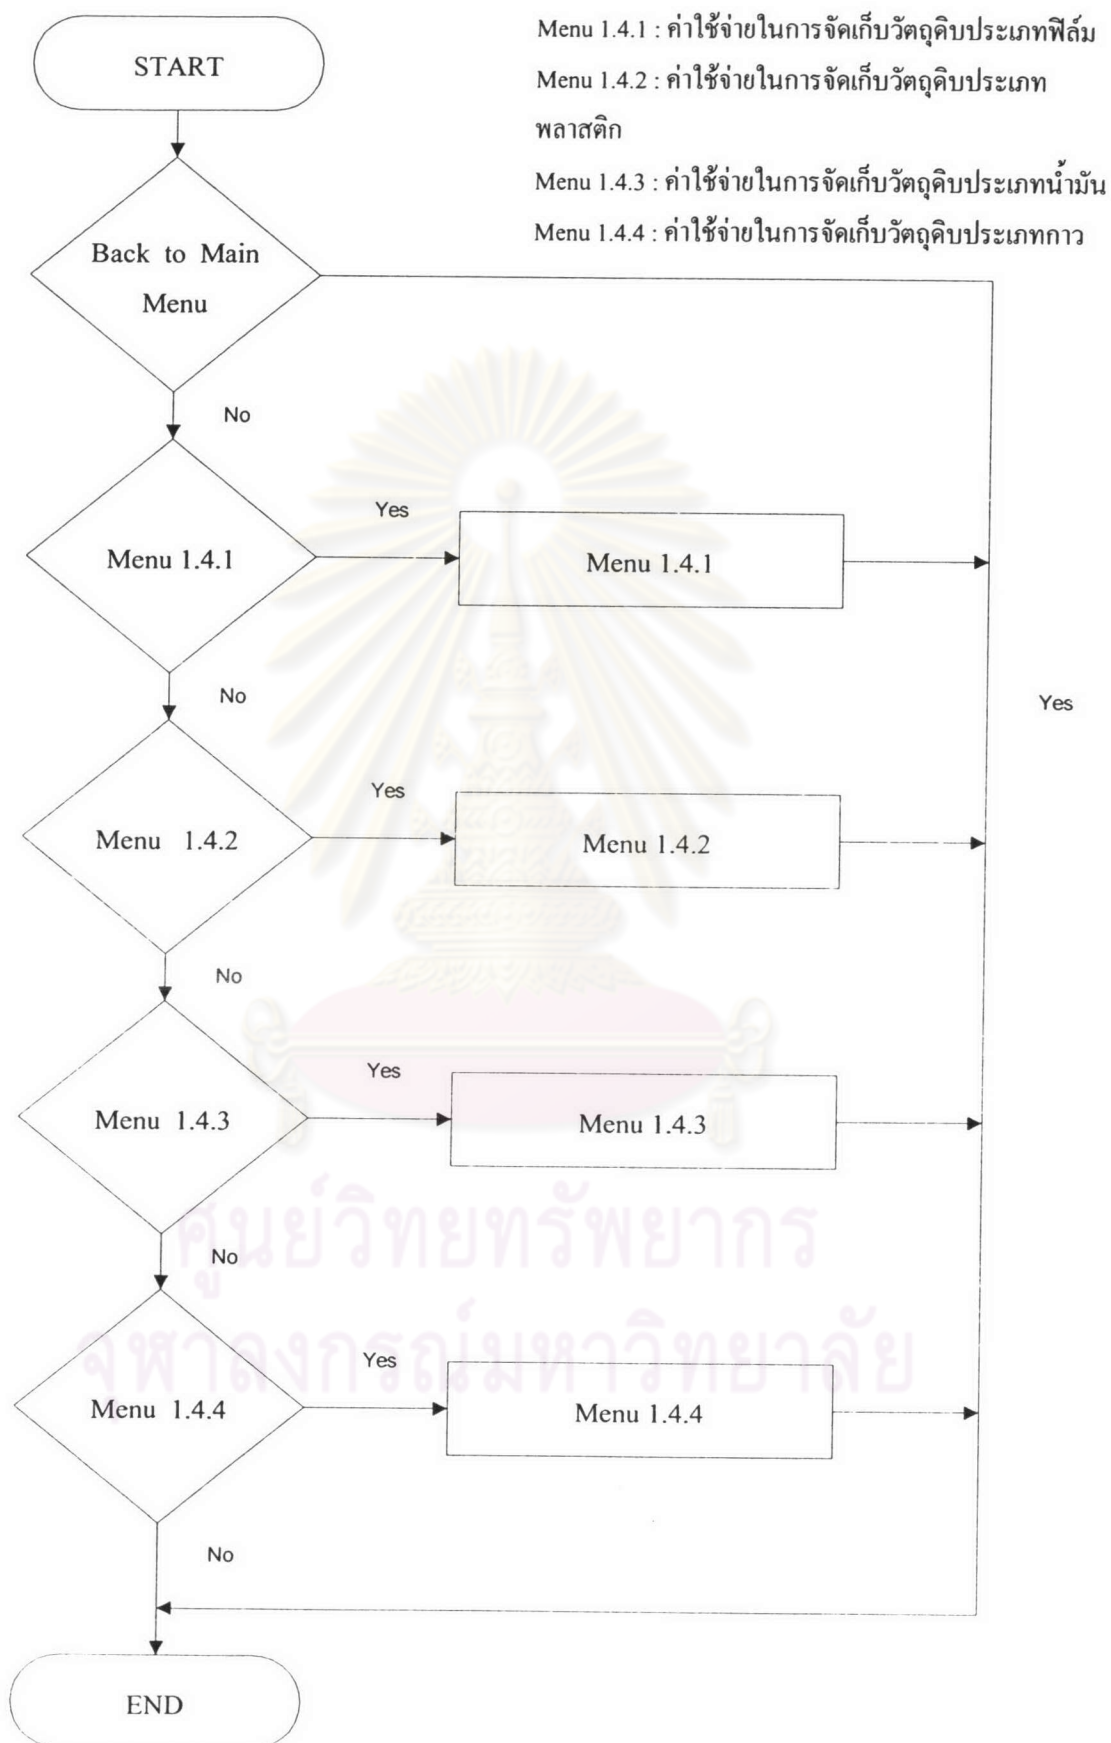 Menu 1.4.1 : ค่าใช้จ่ายในการจัดเก็บวัตถุดิบประเภทฟิล์ม
Menu 1.4.2 : ค่าใช้จ่ายในการจัดเก็บวัตถุดิบประเภท
พลาสติก
Menu 1.4.3 : ค่าใช้จ่ายในการจัดเก็บวัตถุดิบประเภทน้ำมัน
Menu 1.4.4 : ค่าใช้จ่ายในการจัดเก็บวัตถุดิบประเภทกาว
START
Back to Main
Menu
No
Menu 1.4.1
Yes
Menu 1.4.1
No
Yes
Menu 1.4.2
Yes
Menu 1.4.2
No
Menu 1.4.3
Yes
Menu 1.4.3
No
Menu 1.4.4
Yes
Menu 1.4.4
No
END
ศูนย์วิทยทรัพยากร
จุฬาลงกรณ์มหาวิทยาลัย